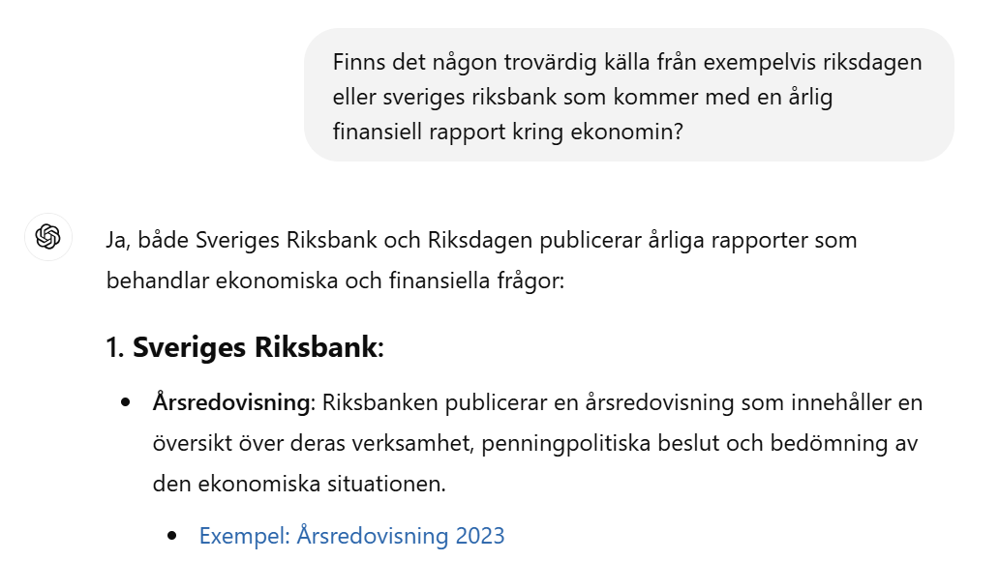 Finns det någon trovärdig källa från exempelvis riksdagen
eller sveriges riksbank som kommer med en årlig
finansiell rapport kring ekonomin?
Ja, både Sveriges Riksbank och Riksdagen publicerar årliga rapporter som
behandlar ekonomiska och finansiella frågor:
1. Sveriges Riksbank:
• Årsredovisning: Riksbanken publicerar en årsredovisning som innehåller en
översikt över deras verksamhet, penningpolitiska beslut och bedömning av
den ekonomiska situationen.
• Exempel: Årsredovisning 2023